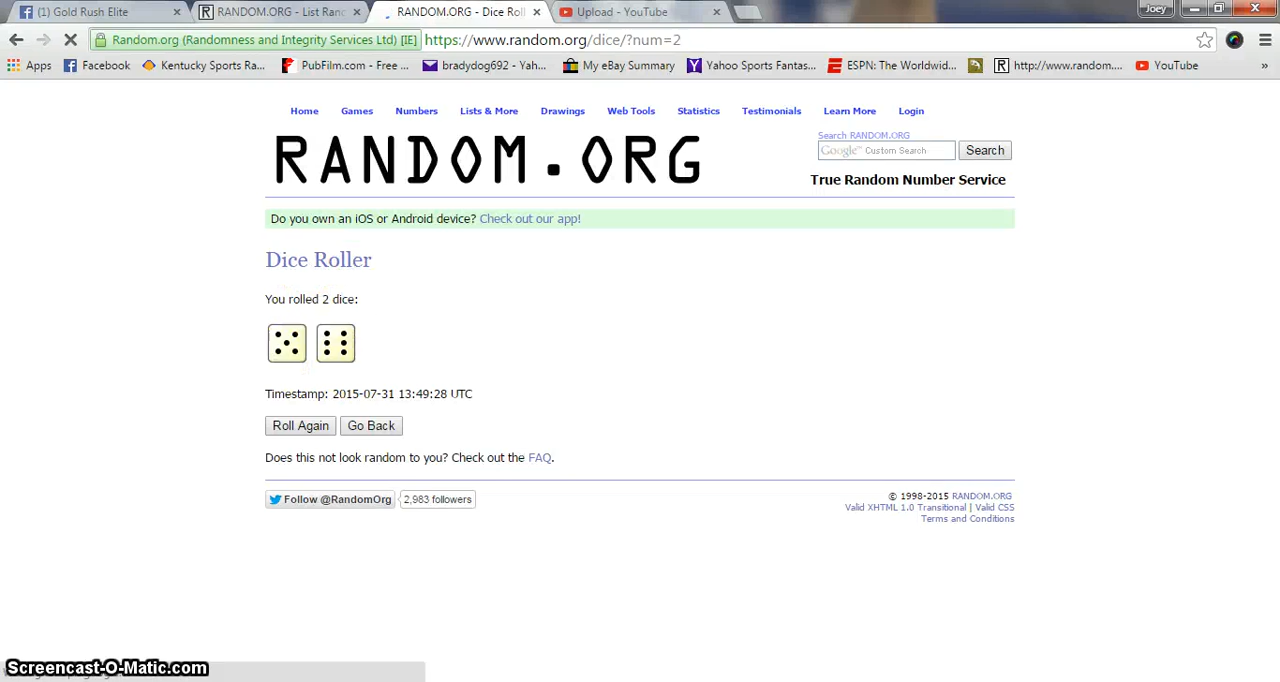 (1) Gold Rush Elite
RANDOM.ORG - List Ranc
RANDOM.ORG - Dice Roll
Upload - YouTube
Joey
Random.org (Randomness and Integrity Services Ltd) [IE]
https://www.random.org/dice/?num=2
Apps
Facebook
Kentucky Sports Ra...
PubFilm.com - Free ...
bradydog692 - Yah...
My eBay Summary
Yahoo Sports Fantas...
ESPN: The Worldwid...
http://www.random....
YouTube
»
Home Games Numbers Lists & More Drawings Web Tools Statistics Testimonials Learn More Login
RANDOM.ORG
Search RANDOM.ORG
Google™ Custom Search
Search
True Random Number Service
Do you own an iOS or Android device? Check out our app!
Dice Roller
You rolled 2 dice:
Timestamp: 2015-07-31 13:49:28 UTC
Roll Again
Go Back
Does this not look random to you? Check out the FAQ.
Follow @RandomOrg
2,983 followers
© 1998-2015 RANDOM.ORG
Valid XHTML 1.0 Transitional | Valid CSS
Terms and Conditions
Screencast-O-Matic.com